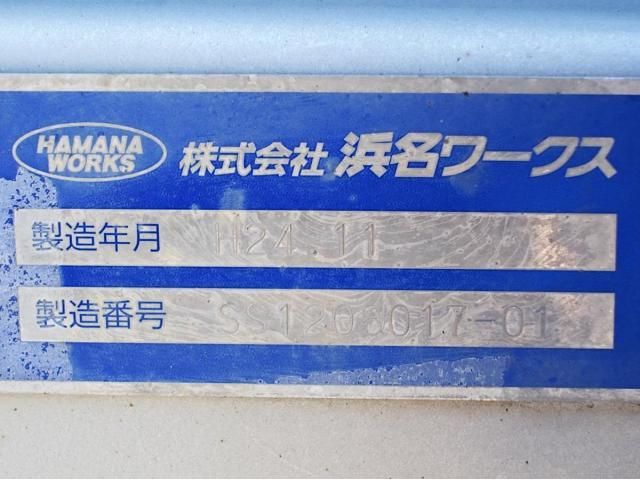 HAMANA
WORKS
株式会社 浜名ワークス
製造年月 H24.11
製造番号 SS1208017-01